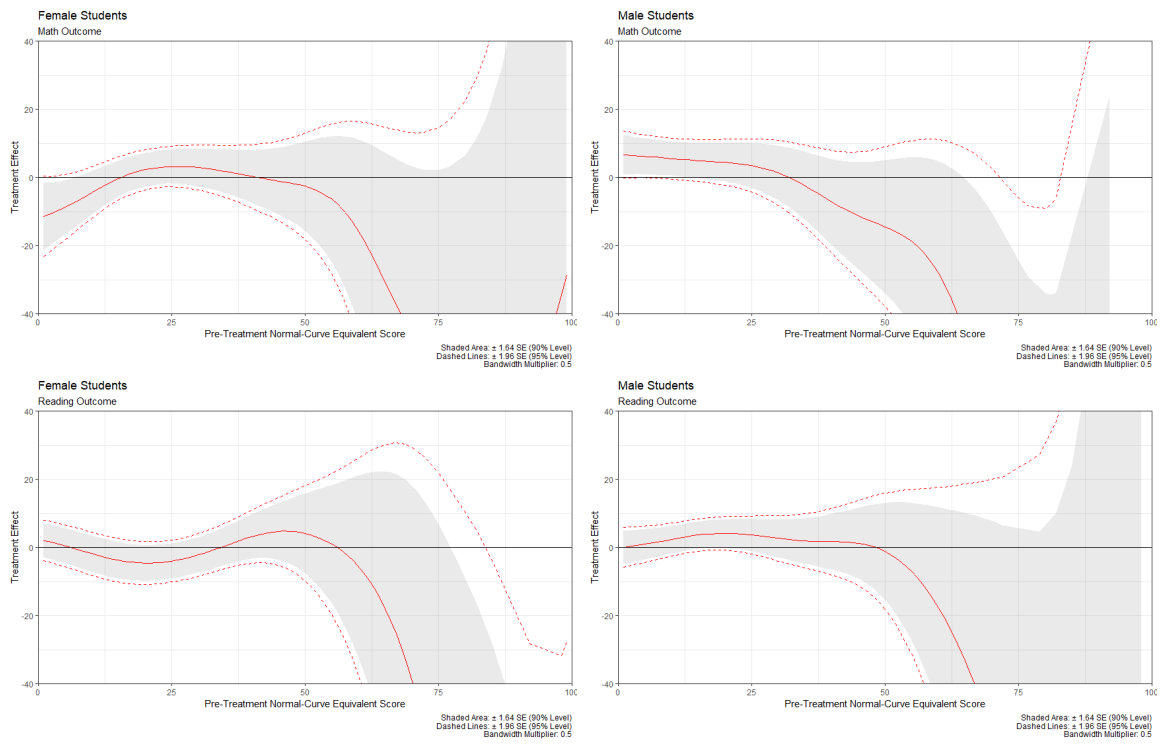 Female Students
Math Outcome
40
20
0
-20
-40
Treatment Effect
0
25
50
75
100
Pre-Treatment Normal-Curve Equivalent Score
Shaded Area: ± 1.64 SE (90% Level)
Dashed Lines: ± 1.96 SE (95% Level)
Bandwidth Multiplier: 0.5
Male Students
Math Outcome
40
20
0
-20
-40
Treatment Effect
0
25
50
75
100
Pre-Treatment Normal-Curve Equivalent Score
Shaded Area: ± 1.64 SE (90% Level)
Dashed Lines: ± 1.96 SE (95% Level)
Bandwidth Multiplier: 0.5
Female Students
Reading Outcome
40
20
0
-20
-40
Treatment Effect
0
25
50
75
100
Pre-Treatment Normal-Curve Equivalent Score
Shaded Area: ± 1.64 SE (90% Level)
Dashed Lines: ± 1.96 SE (95% Level)
Bandwidth Multiplier: 0.5
Male Students
Reading Outcome
40
20
0
-20
-40
Treatment Effect
0
25
50
75
100
Pre-Treatment Normal-Curve Equivalent Score
Shaded Area: ± 1.64 SE (90% Level)
Dashed Lines: ± 1.96 SE (95% Level)
Bandwidth Multiplier: 0.5